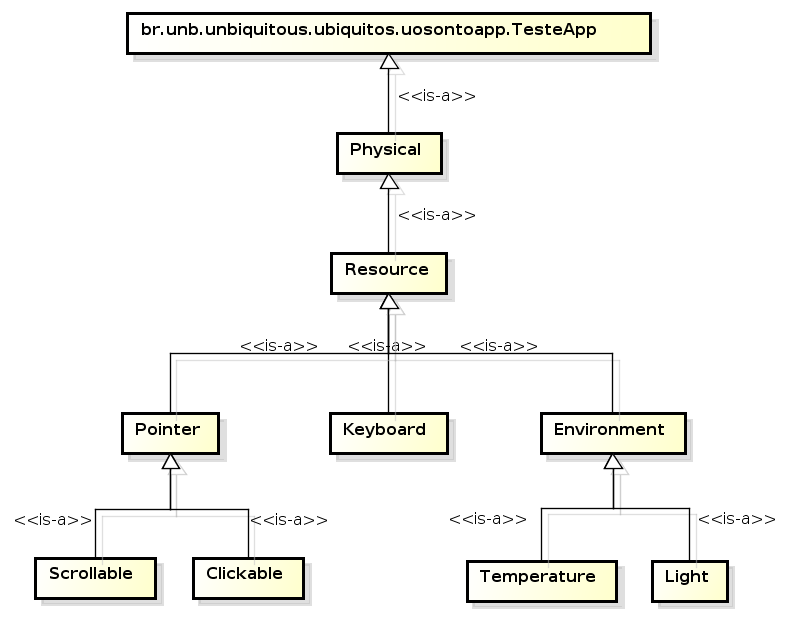 br.unb.unbiquitous.ubiquitos.uosontoapp.TesteApp
<<is-a>>
Physical
<<is-a>>
Resource
<<is-a>> <<is-a>> <<is-a>>
Pointer Keyboard Environment
<<is-a>> <<is-a>> <<is-a>> <<is-a>>
Scrollable Clickable Temperature Light